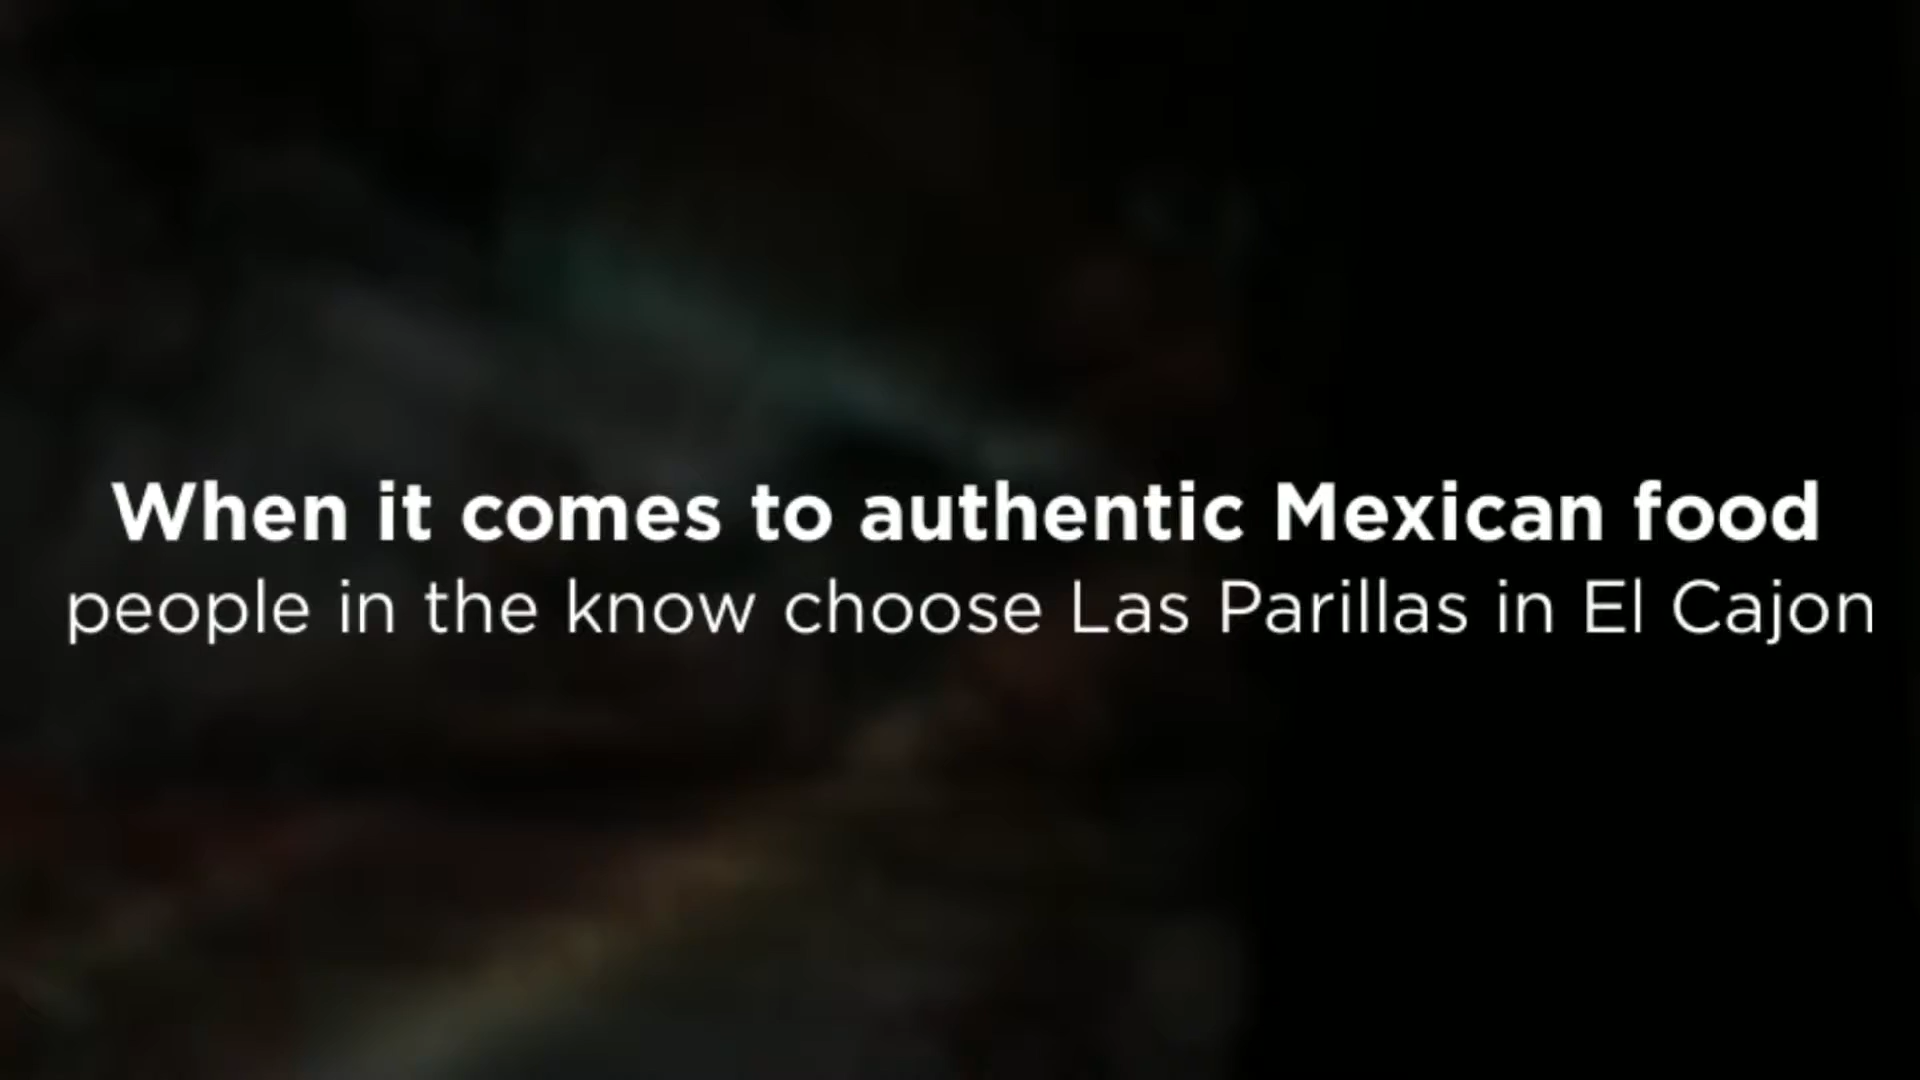 When it comes to authentic Mexican food
people in the know choose Las Parillas in El Cajon